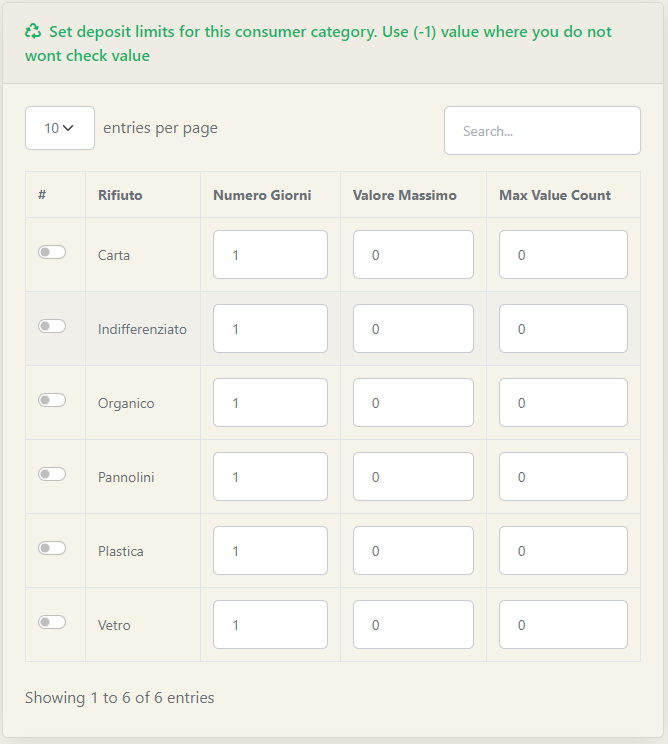 Set deposit limits for this consumer category. Use (-1) value where you do not
wont check value
10 entries per page
Search...
# Rifiuto Numero Giorni Valore Massimo Max Value Count
Carta 1 0 0
Indifferenziato 1 0 0
Organico 1 0 0
Pannolini 1 0 0
Plastica 1 0 0
Vetro 1 0 0
Showing 1 to 6 of 6 entries